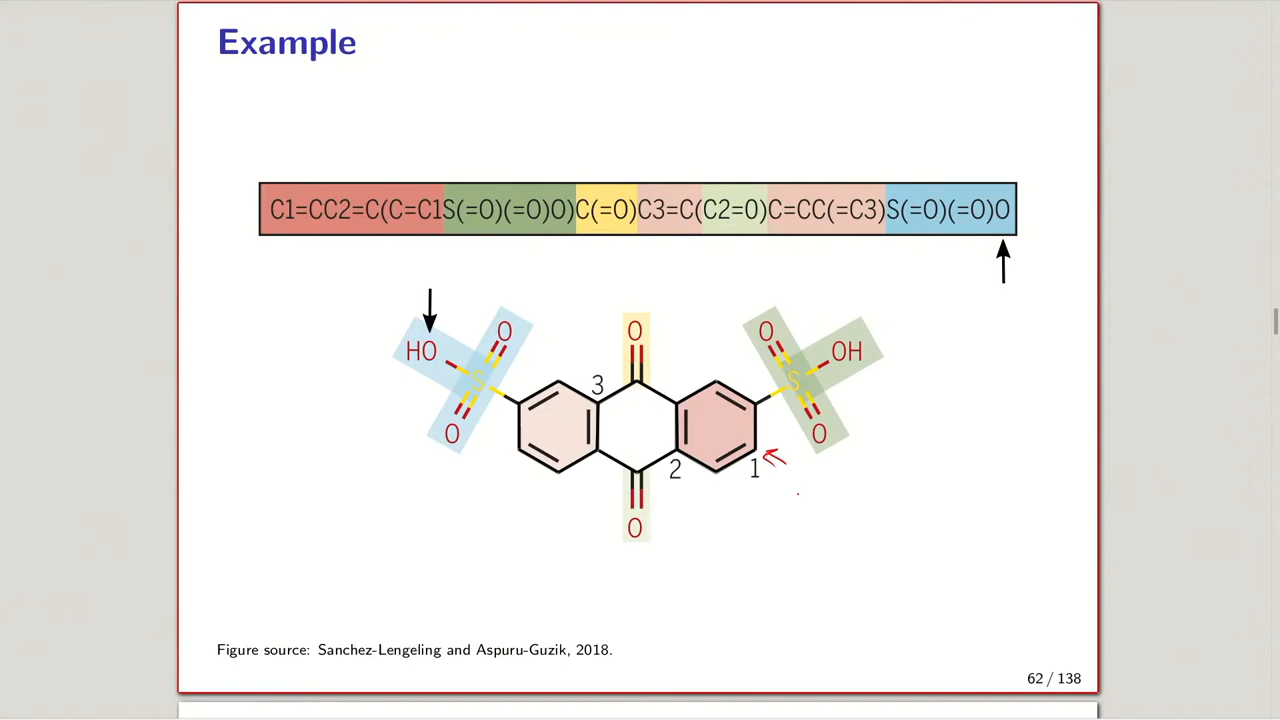 Example
C1=CC2=C(C=C1S(=O)(=O)O)C(=O)C3=C(C2=O)C=CC(=C3)S(=O)(=O)O
O O O
HO OH
S S
3
O O
2 1
O
Figure source: Sanchez-Lengeling and Aspuru-Guzik, 2018.
62 / 138